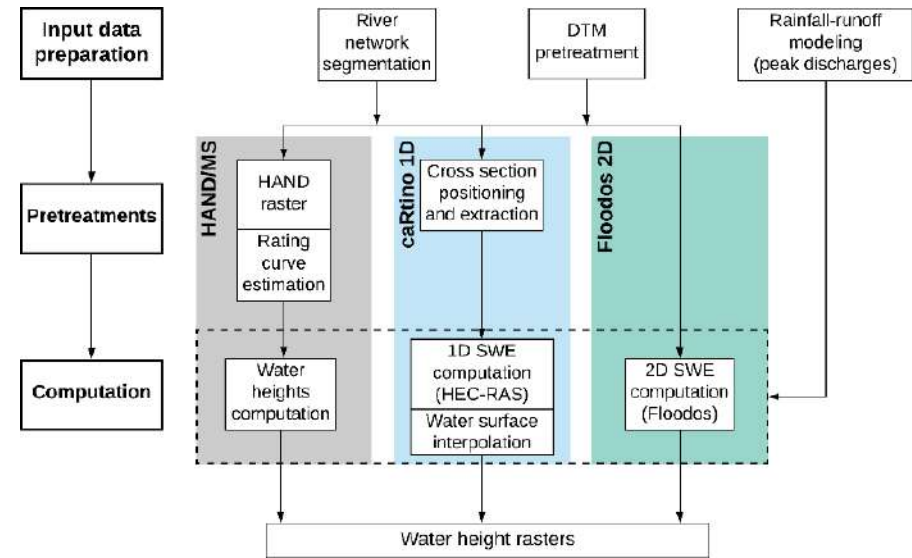 Input data
preparation
River
network
segmentation
DTM
pretreatment
Rainfall-runoff
modeling
(peak discharges)
HAND/MS
caRtino 1D
Floodos 2D
Pretreatments
HAND
raster
Rating
curve
estimation
Cross section
positioning
and extraction
Computation
Water
heights
computation
1D SWE
computation
(HEC-RAS)
Water surface
interpolation
2D SWE
computation
(Floodos)
Water height rasters